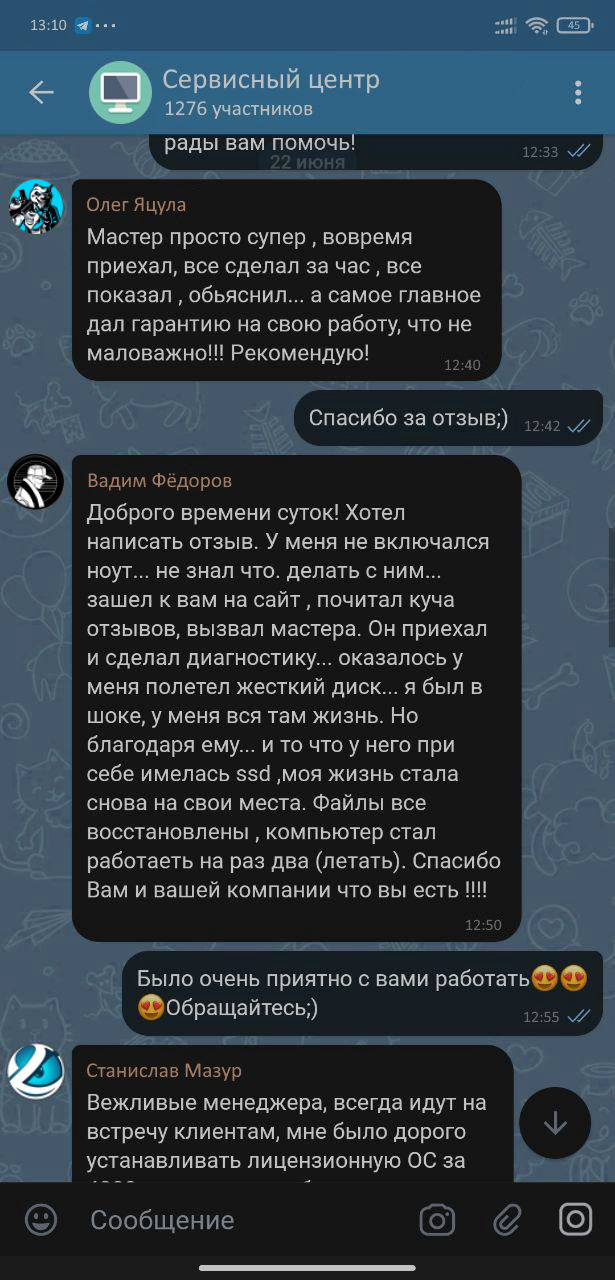 13:10
45
Сервисный центр
1276 участников
рады вам помочь!
12:33
22 июня
Олег Яцула
Мастер просто супер , вовремя
приехал, все сделал за час , все
показал , обьяснил... а самое главное
дал гарантию на свою работу, что не
маловажно!!! Рекомендую!
12:40
Спасибо за отзыв;)
12:42
Вадим Фёдоров
Доброго времени суток! Хотел
написать отзыв. У меня не включался
ноут... не знал что. делать с ним...
зашел к вам на сайт , почитал куча
отзывов, вызвал мастера. Он приехал
и сделал диагностику... оказалось у
меня полетел жесткий диск... я был в
шоке, у меня вся там жизнь. Но
благодаря ему... и то что у него при
себе имелась ssd ,моя жизнь стала
снова на свои места. Файлы все
восстановлены , компьютер стал
работаеть на раз два (летать). Спасибо
Вам и вашей компании что вы есть !!!!
12:50
Было очень приятно с вами работать😍😍
😍Обращайтесь;)
12:55
Станислав Мазур
Вежливые менеджера, всегда идут на
встречу клиентам, мне было дорого
устанавливать лицензионную ОС за
Сообщение